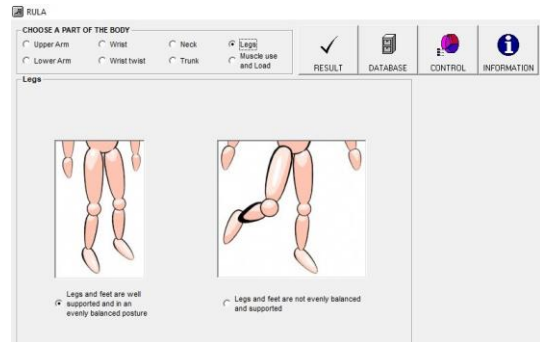 RULA
CHOOSE A PART OF THE BODY
Upper Arm Wrist Neck Legs
Lower Arm Wrist twist Trunk Muscle use and Load
RESULT DATABASE CONTROL INFORMATION
Legs
Legs and feet are well
supported and in an
evenly balanced posture
Legs and feet are not evenly balanced
and supported